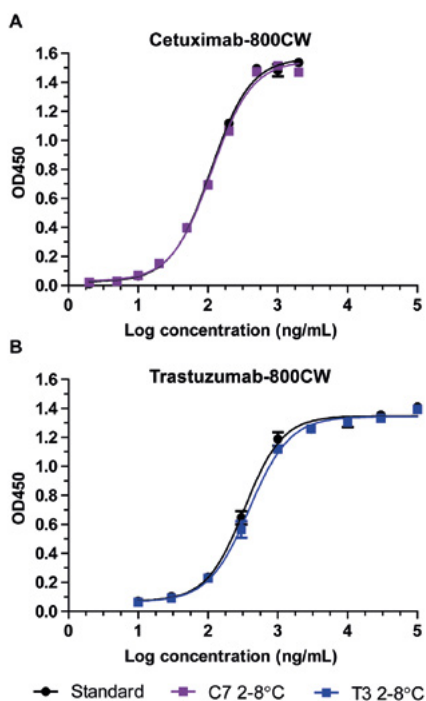 A
Cetuximab-800CW
1.6
1.4
1.2
1.0
0.8
0.6
0.4
0.2
0.0
OD450
0 1 2 3 4 5
Log concentration (ng/mL)
B
Trastuzumab-800CW
1.6
1.4
1.2
1.0
0.8
0.6
0.4
0.2
0.0
OD450
0 1 2 3 4 5
Log concentration (ng/mL)
Standard C7 2-8°C T3 2-8°C